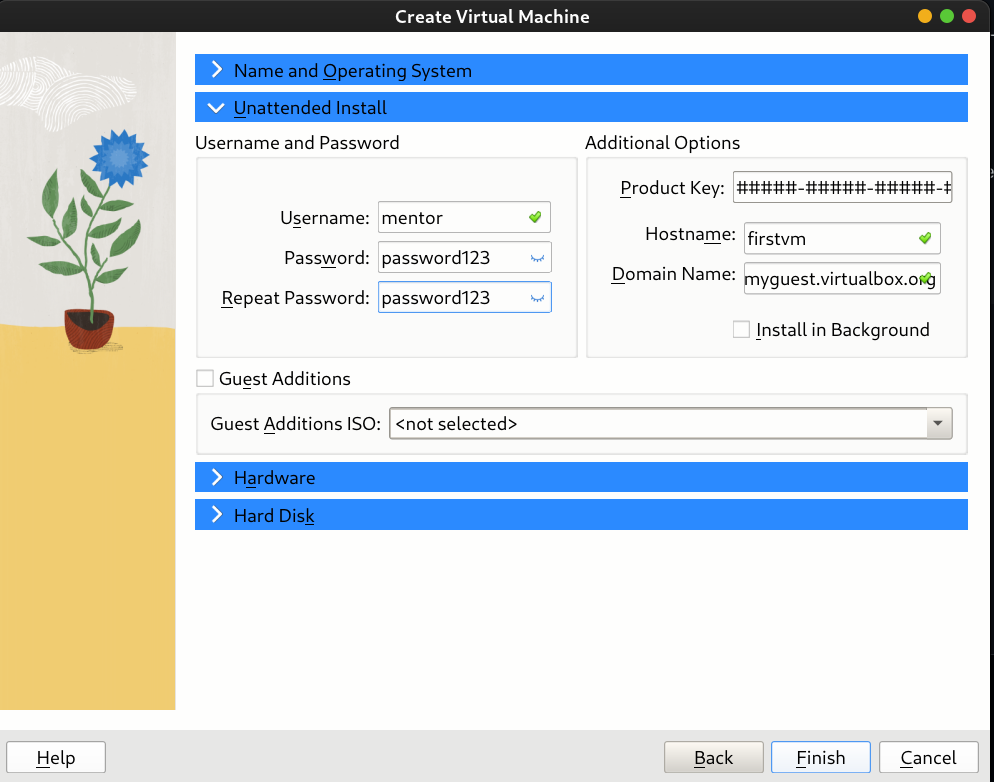 Create Virtual Machine
Name and Operating System
Unattended Install
Username and Password
Username: mentor
Password: password123
Repeat Password: password123
Additional Options
Product Key: #####-#####-#####-#
Hostname: firstvm
Domain Name: myguest.virtualbox.org
Install in Background
Guest Additions
Guest Additions ISO: <not selected>
Hardware
Hard Disk
Help
Back
Finish
Cancel